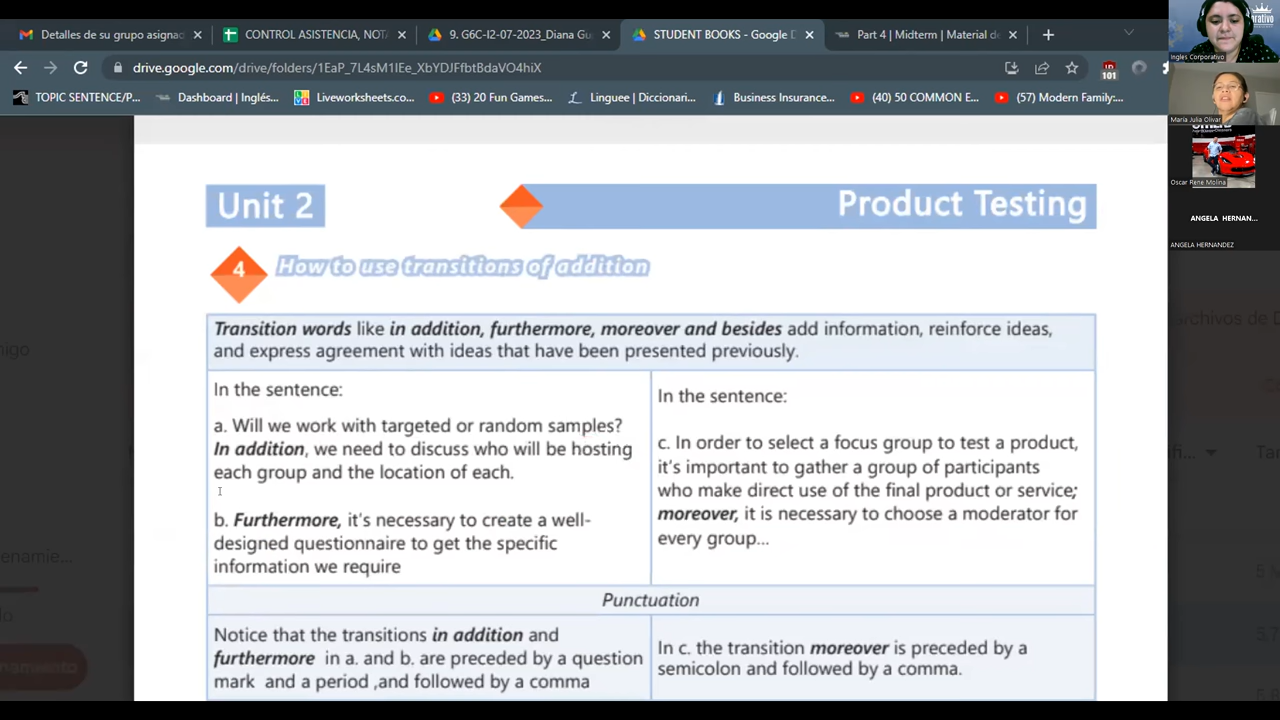 Detalles de su grupo asignac
CONTROL ASISTENCIA, NOTA
9. G6C-I2-07-2023_Diana Gu
STUDENT BOOKS - Google D
Part 4 | Midterm | Material de
drive.google.com/drive/folders/1EaP_7L4sM1IEe_XbYDJFfbhSdaVO4hiX
101
TOPIC SENTENCE/P...
Dashboard | Inglés...
Liveworksheets.co...
(33) 20 Fun Games...
Linguee | Diccionari...
Business Insurance...
(40) 50 COMMON E...
(57) Modern Family:...
Ingles Corporativo
María Julia Olivar
Oscar Rene Molina
ANGELA HERNAN...
ANGELA HERNANDEZ
Unit 2
Product Testing
4
How to use transitions of addition
Transition words like in addition, furthermore, moreover and besides add information, reinforce ideas,
and express agreement with ideas that have been presented previously.
In the sentence:
a. Will we work with targeted or random samples?
In addition, we need to discuss who will be hosting
each group and the location of each.
b. Furthermore, it's necessary to create a well-
designed questionnaire to get the specific
information we require
In the sentence:
c. In order to select a focus group to test a product,
it's important to gather a group of participants
who make direct use of the final product or service;
moreover, it is necessary to choose a moderator for
every group...
Punctuation
Notice that the transitions in addition and
furthermore in a. and b. are preceded by a question
mark and a period ,and followed by a comma
In c. the transition moreover is preceded by a
semicolon and followed by a comma.